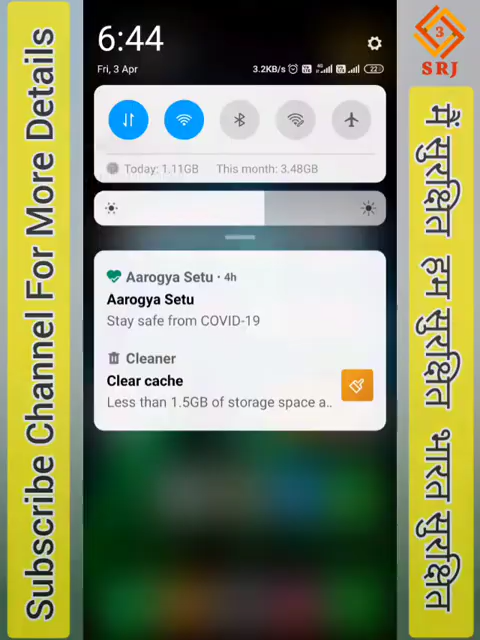 Subscribe Channel For More Details
6:44
Fri, 3 Apr
3.2KB/s
22
Today: 1.11GB This month: 3.48GB
Aarogya Setu · 4h
Aarogya Setu
Stay safe from COVID-19
Cleaner
Clear cache
Less than 1.5GB of storage space a..
3
SRJ
में सुरक्षित हम सुरक्षित भारत सुरक्षित